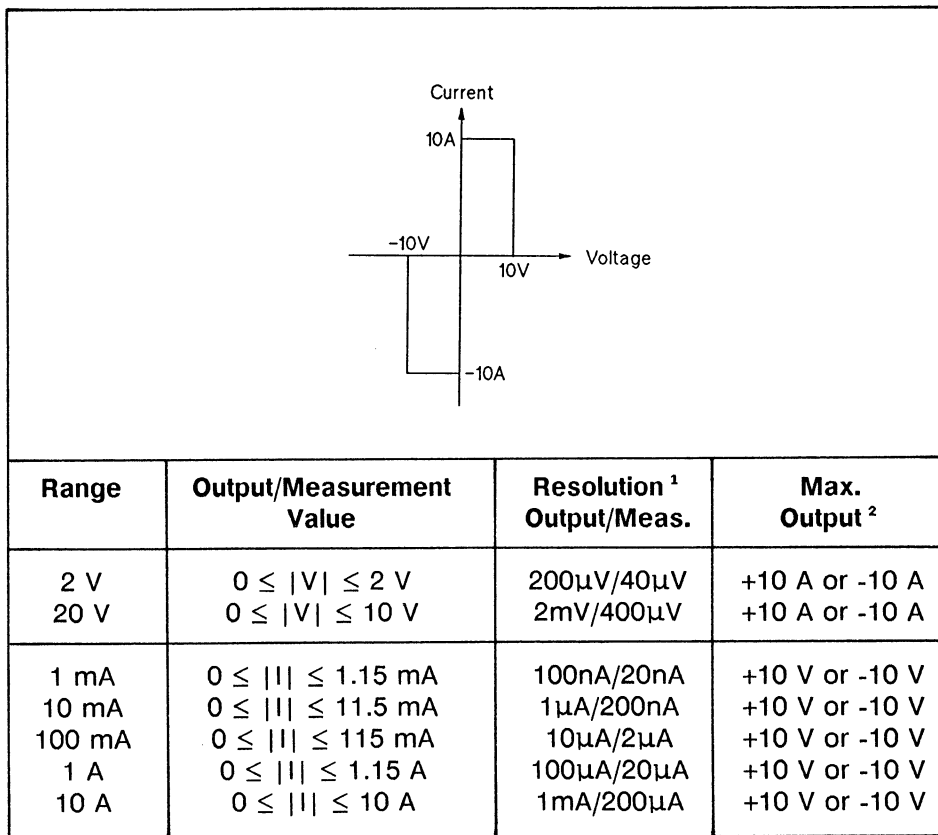 Current
10A
-10V
Voltage
10V
-10A
Range Output/Measurement Value Resolution ¹ Output/Meas. Max. Output ²
2 V 0 ≤ |V| ≤ 2 V 200µV/40µV +10 A or -10 A
20 V 0 ≤ |V| ≤ 10 V 2mV/400µV +10 A or -10 A
1 mA 0 ≤ |I| ≤ 1.15 mA 100nA/20nA +10 V or -10 V
10 mA 0 ≤ |I| ≤ 11.5 mA 1µA/200nA +10 V or -10 V
100 mA 0 ≤ |I| ≤ 115 mA 10µA/2µA +10 V or -10 V
1 A 0 ≤ |I| ≤ 1.15 A 100µA/20µA +10 V or -10 V
10 A 0 ≤ |I| ≤ 10 A 1mA/200µA +10 V or -10 V